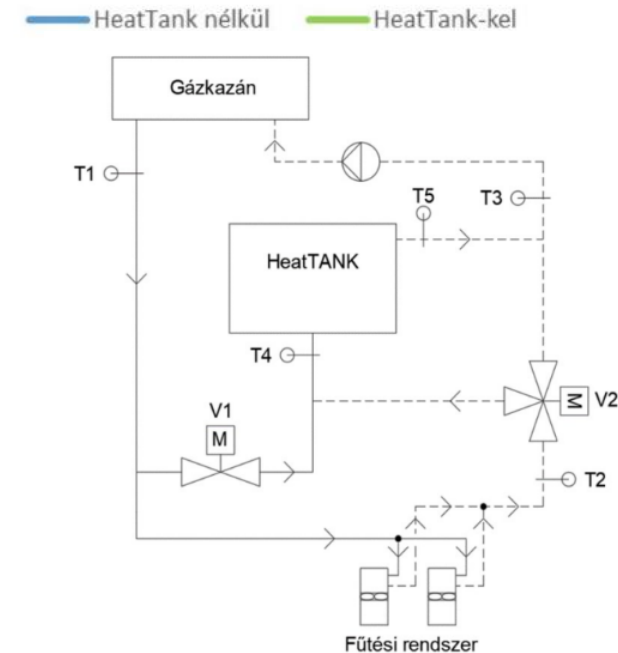 HeatTank nélkül HeatTank-kel
Gázkazán
T1
T5
T3
HeatTANK
T4
V1
M
M
V2
T2
Fűtési rendszer